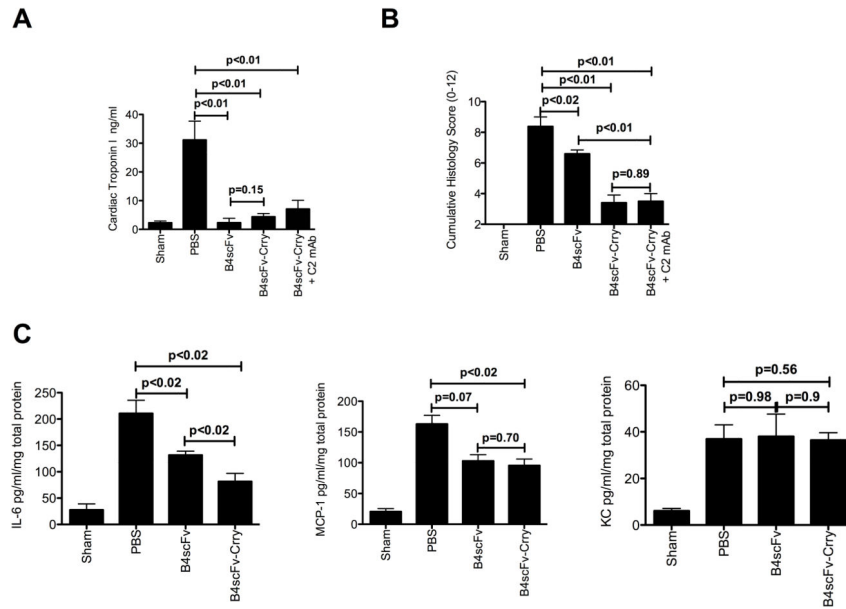 A
p<0.01
p<0.01
p<0.01
p=0.15
Cardiac Troponin I ng/ml
40
30
20
10
0
Sham
PBS
B4scFv
B4scFv-Crry
B4scFv-Crry
+ C2 mAb
B
p<0.01
p<0.01
p<0.02
p<0.01
p=0.89
Cumulative Histology Score (0-12)
8
6
4
2
Sham
PBS
B4scFv
B4scFv-Crry
B4scFv-Crry
+ C2 mAb
C
p<0.02
p<0.02
p<0.02
IL-6 pg/ml/mg total protein
250
200
150
100
50
0
Sham
PBS
B4scFv
B4scFv-Crry
p<0.02
p=0.07
p=0.70
MCP-1 pg/ml/mg total protein
200
150
100
50
0
Sham
PBS
B4scFv
B4scFv-Crry
p=0.56
p=0.98
p=0.9
KC pg/ml/mg total protein
60
40
20
0
Sham
PBS
B4scFv
B4scFv-Crry